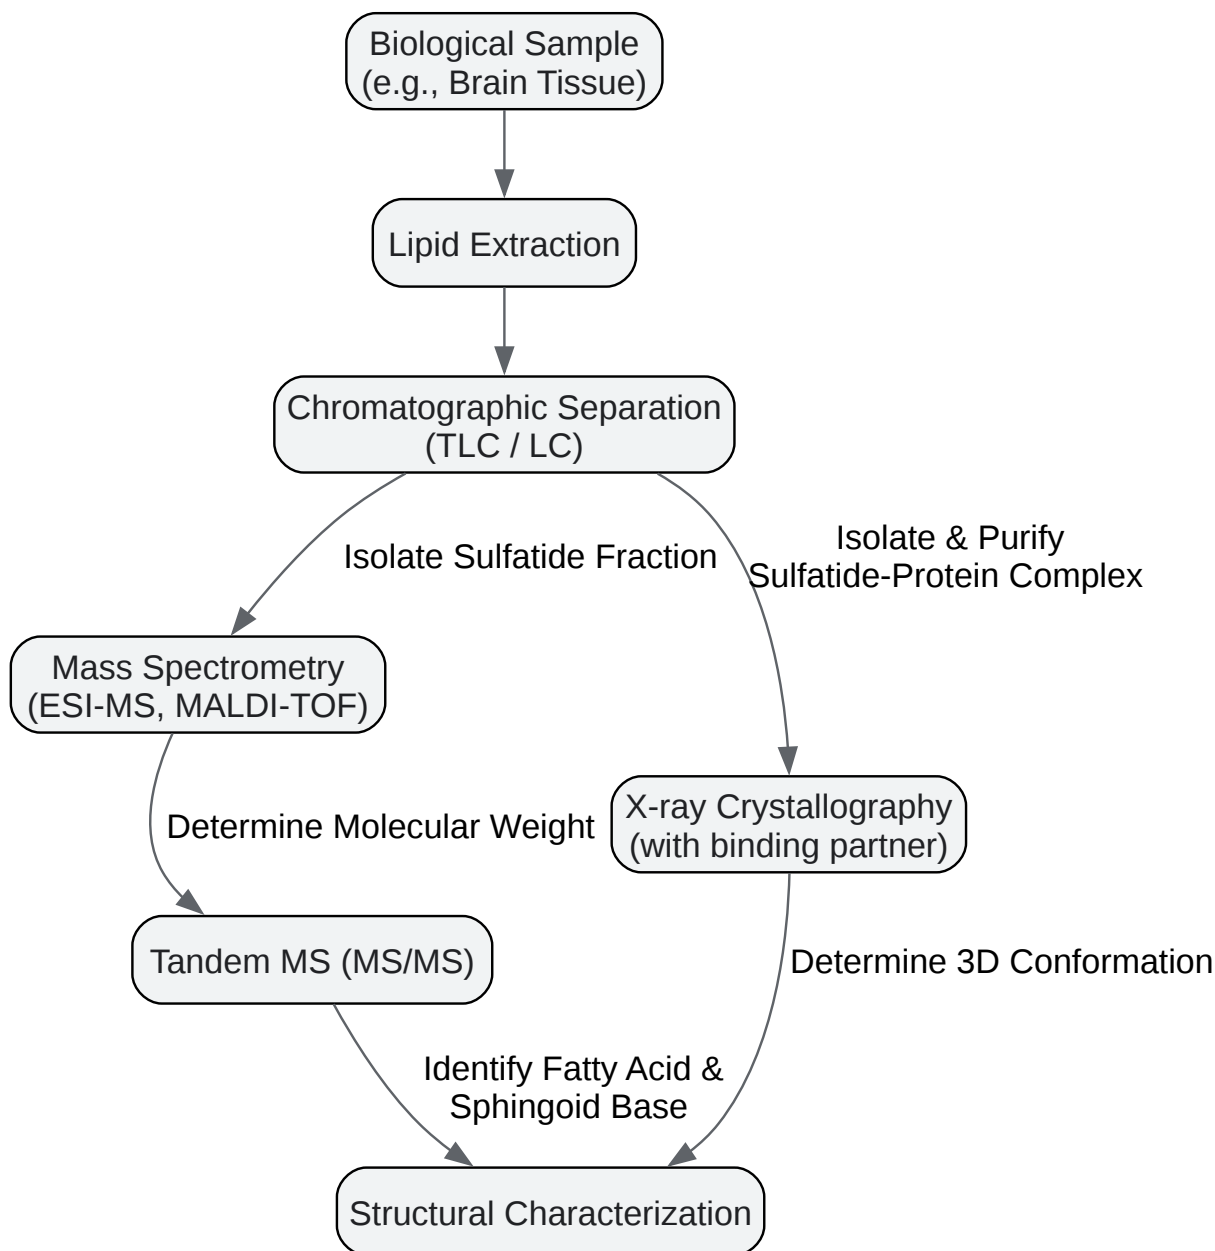 Biological Sample
(e.g., Brain Tissue)
Lipid Extraction
Chromatographic Separation
(TLC / LC)
Isolate Sulfatide Fraction
Isolate & Purify
Sulfatide-Protein Complex
Mass Spectrometry
(ESI-MS, MALDI-TOF)
Determine Molecular Weight
X-ray Crystallography
(with binding partner)
Tandem MS (MS/MS)
Determine 3D Conformation
Identify Fatty Acid &
Sphingoid Base
Structural Characterization